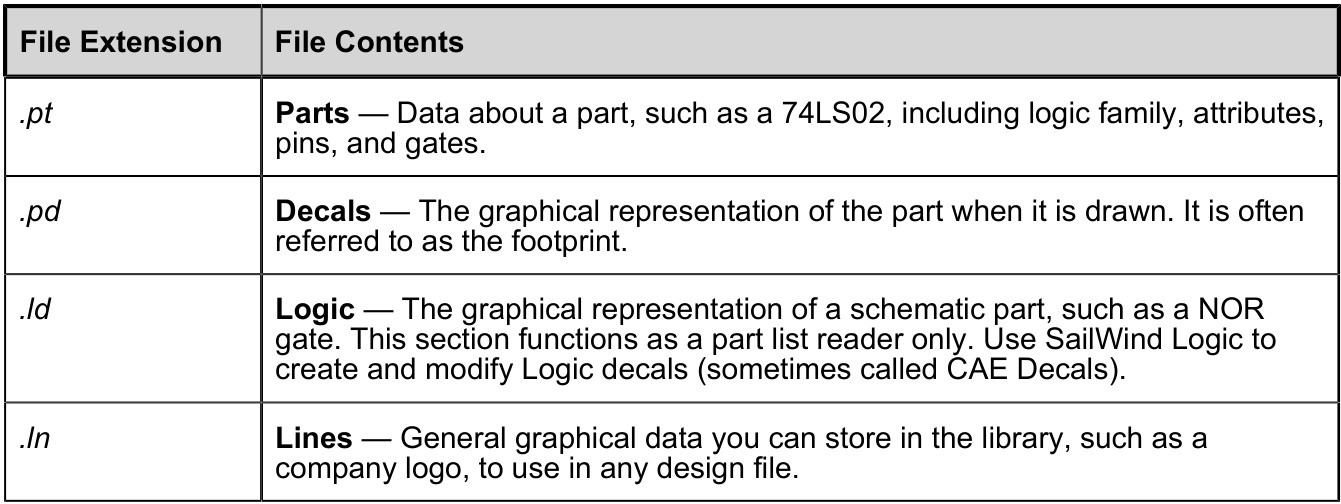 File Extension File Contents
.pt Parts — Data about a part, such as a 74LS02, including logic family, attributes,
pins, and gates.
.pd Decals — The graphical representation of the part when it is drawn. It is often
referred to as the footprint.
.ld Logic — The graphical representation of a schematic part, such as a NOR
gate. This section functions as a part list reader only. Use SailWind Logic to
create and modify Logic decals (sometimes called CAE Decals).
.ln Lines — General graphical data you can store in the library, such as a
company logo, to use in any design file.